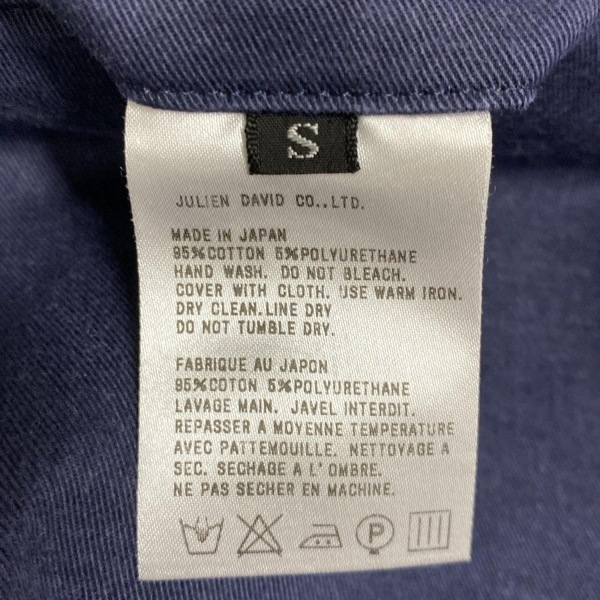 S
JULIEN DAVID CO.,LTD.
MADE IN JAPAN
95%COTTON 5%POLYURETHANE
HAND WASH. DO NOT BLEACH.
COVER WITH CLOTH. USE WARM IRON.
DRY CLEAN.LINE DRY
DO NOT TUMBLE DRY.
FABRIQUE AU JAPON
95%COTON 5%POLYURETHANE
LAVAGE MAIN. JAVEL INTERDIT.
REPASSER A MOYENNE TEMPERATURE
AVEC PATTEMOUILLE. NETTOYAGE A
SEC. SECHAGE A L'OMBRE.
NE PAS SECHER EN MACHINE.
P